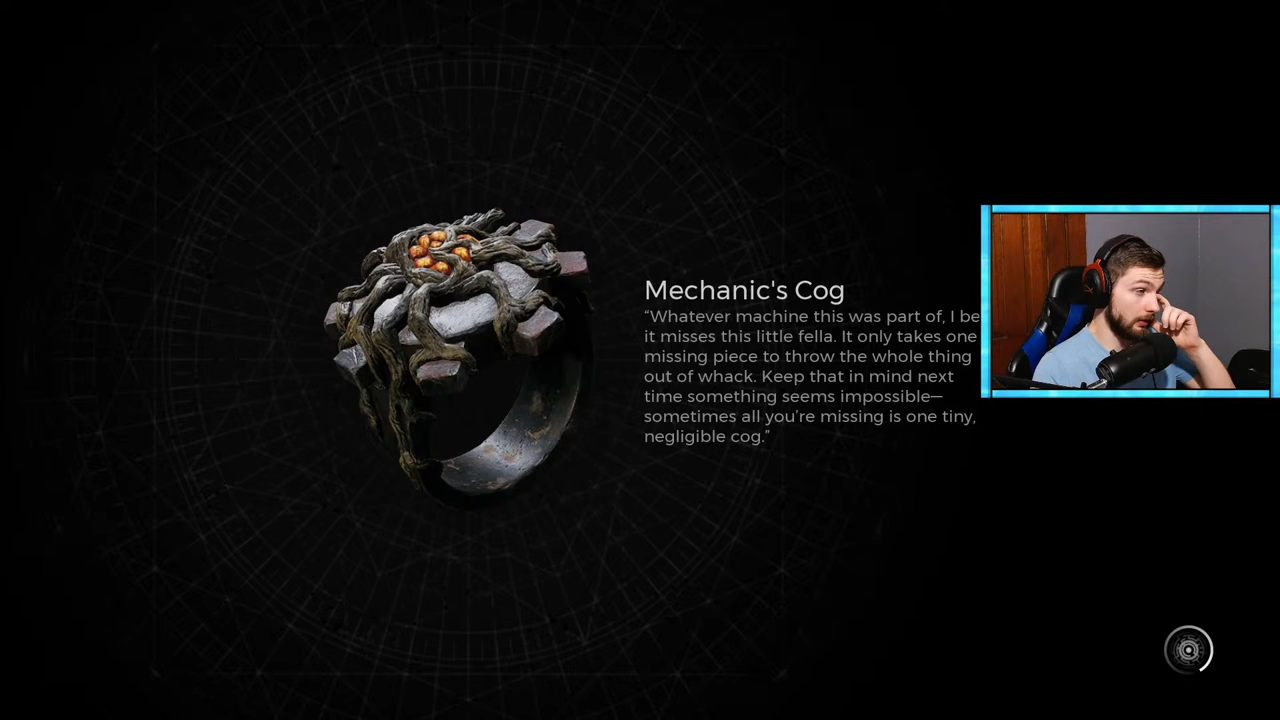 Mechanic's Cog
“Whatever machine this was part of, I be
it misses this little fella. It only takes one
missing piece to throw the whole thing
out of whack. Keep that in mind next
time something seems impossible—
sometimes all you’re missing is one tiny,
negligible cog.”